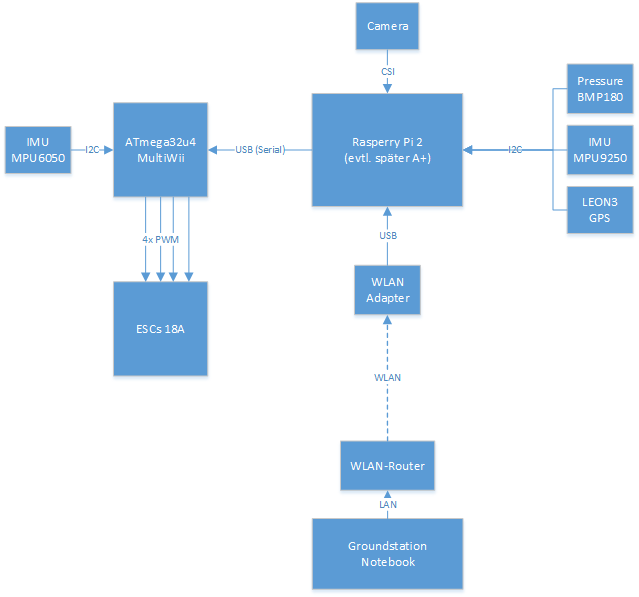 Camera
CSI
Pressure
BMP180
IMU
MPU6050
I2C
ATmega32u4
MultiWii
USB (Serial)
Rasperry Pi 2
(evtl. später A+)
I2C
IMU
MPU9250
LEON3
GPS
4x PWM
USB
ESCs 18A
WLAN
Adapter
WLAN
WLAN-Router
LAN
Groundstation
Notebook